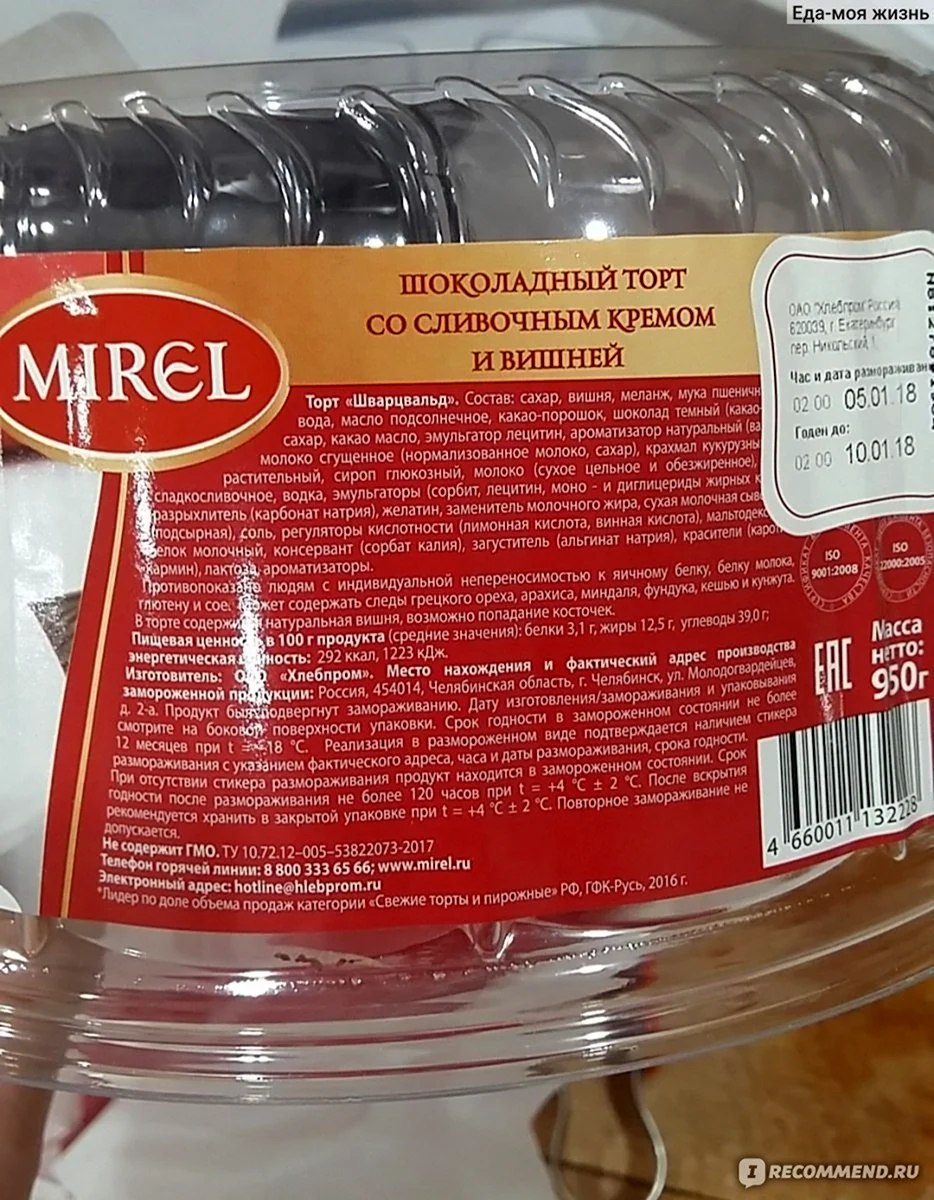 Еда-моя жизнь
MIREL
ШОКОЛАДНЫЙ ТОРТ
СО СЛИВОЧНЫМ КРЕМОМ
И ВИШНЕЙ
Торт «Шварцвальд». Состав: сахар, вишня, меланж, мука пшеничн
вода, масло подсолнечное, какао-порошок, шоколад темный (какао-
сахар, какао масло, эмульгатор лецитин, ароматизатор натуральный (ва
молоко сгущенное (нормализованное молоко, сахар), крахмал кукурузны
растительный, сироп глюкозный, молоко (сухое цельное и обезжиренное),
сладкосливочное, водка, эмульгаторы (сорбит, лецитин, моно - и диглицериды жирных к
разрыхлитель (карбонат натрия), желатин, заменитель молочного жира, сухая молочная сыв
(подсырная), соль, регуляторы кислотности (лимонная кислота, винная кислота), мальтодекс
белок молочный, консервант (сорбат калия), загуститель (альгинат натрия), красители (карот
кармин), лактоза, ароматизаторы.
Противопоказано людям с индивидуальной непереносимостью к яичному белку, белку молока,
глютену и сое. Может содержать следы грецкого ореха, арахиса, миндаля, фундука, кешью и кунжута.
В торте содержится натуральная вишня, возможно попадание косточек.
Пищевая ценность в 100 г продукта (средние значения): белки 3,1 г, жиры 12,5 г, углеводы 39,0 г;
энергетическая ценность: 292 ккал, 1223 кДж.
Изготовитель: ОАО «Хлебпром». Место нахождения и фактический адрес производства
замороженной продукции: Россия, 454014, Челябинская область, г. Челябинск, ул. Молодогвардейцев,
д. 2-а. Продукт был подвергнут замораживанию. Дату изготовления/замораживания и упаковывания
смотрите на боковой поверхности упаковки. Срок годности в замороженном состоянии не более
12 месяцев при t = -18 °C. Реализация в размороженном виде подтверждается наличием стикера
размораживания с указанием фактического адреса, часа и даты размораживания, срока годности.
При отсутствии стикера размораживания продукт находится в замороженном состоянии. Срок
годности после размораживания не более 120 часов при t = +4 °C ± 2 °C. После вскрытия
рекомендуется хранить в закрытой упаковке при t = +4 °C ± 2 °C. Повторное замораживание не
допускается.
Не содержит ГМО. ТУ 10.72.12–005–53822073-2017
Телефон горячей линии: 8 800 333 65 66; www.mirel.ru
Электронный адрес: hotline@hlebprom.ru
*Лидер по доле объема продаж категории «Свежие торты и пирожные» РФ, ГФК-Русь, 2016 г.
ОАО "Хлебпром" Россия
620039, г. Екатеринбург
пер. Никольский, 1
Час и дата разморажи​ван
02 00 05.01.18
Годен до:
02 00 10.01.18
ISO
9001:2008
ISO
22000:2005
EAC
Масса
нетто:
950г
4 660011 132228
IRECOMMEND.RU